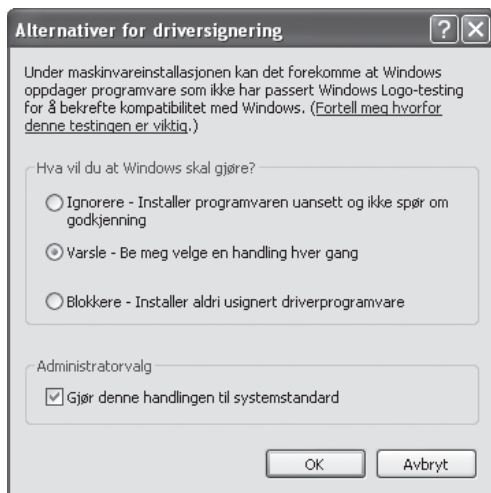 Alternativer for driversignering
Under maskinvareinstallasjonen kan det forekomme at Windows
oppdager programvare som ikke har passert Windows Logo-testing
for å bekrefte kompatibilitet med Windows. (Fortell meg hvorfor
denne testingen er viktig.)
Hva vil du at Windows skal gjøre?
Ignorere - Installer programvaren uansett og ikke spør om
godkjenning
Varsle - Be meg velge en handling hver gang
Blokkere - Installer aldri usignert driverprogramvare
Administratorvalg
Gjør denne handlingen til systemstandard
OK
Avbryt